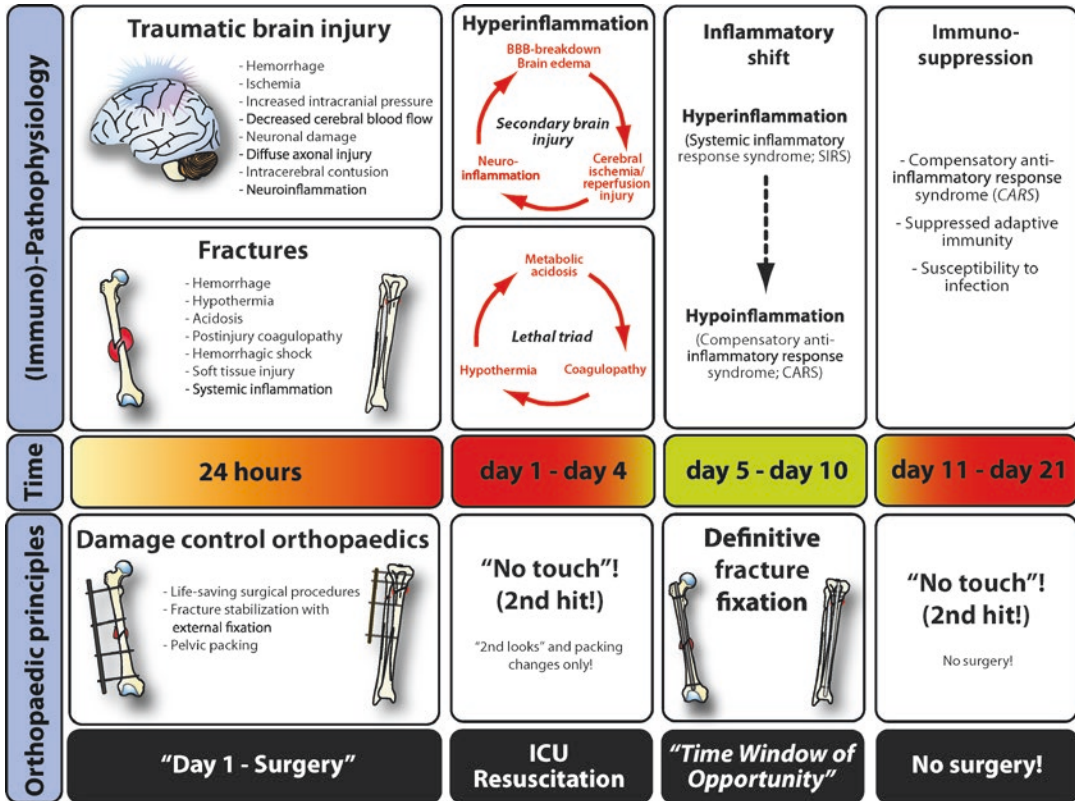 (Immuno)-Pathophysiology
Traumatic brain injury
- Hemorrhage
- Ischemia
- Increased intracranial pressure
- Decreased cerebral blood flow
- Neuronal damage
- Diffuse axonal injury
- Intracerebral contusion
- Neuroinflammation
Fractures
- Hemorrhage
- Hypothermia
- Acidosis
- Postinjury coagulopathy
- Hemorrhagic shock
- Soft tissue injury
- Systemic inflammation
Hyperinflammation
BBB-breakdown
Brain edema
Secondary brain
injury
Neuro-
inflammation
Cerebral
ischemia/
reperfusion
injury
Metabolic
acidosis
Lethal triad
Hypothermia
Coagulopathy
Inflammatory
shift
Hyperinflammation
(Systemic inflammatory
response syndrome; SIRS)
Hypoinflammation
(Compensatory anti-
inflammatory response
syndrome; CARS)
Immuno-
suppression
- Compensatory anti-
inflammatory response
syndrome (CARS)
- Suppressed adaptive
immunity
- Susceptibility to
infection
Time
24 hours
day 1 - day 4
day 5 - day 10
day 11 - day 21
Orthopaedic principles
Damage control orthopaedics
- Life-saving surgical procedures
- Fracture stabilization with
external fixation
- Pelvic packing
“No touch”!
(2nd hit!)
“2nd looks” and packing
changes only!
Definitive
fracture
fixation
“No touch”!
(2nd hit!)
No surgery!
“Day 1 - Surgery”
ICU
Resuscitation
“Time Window of
Opportunity”
No surgery!